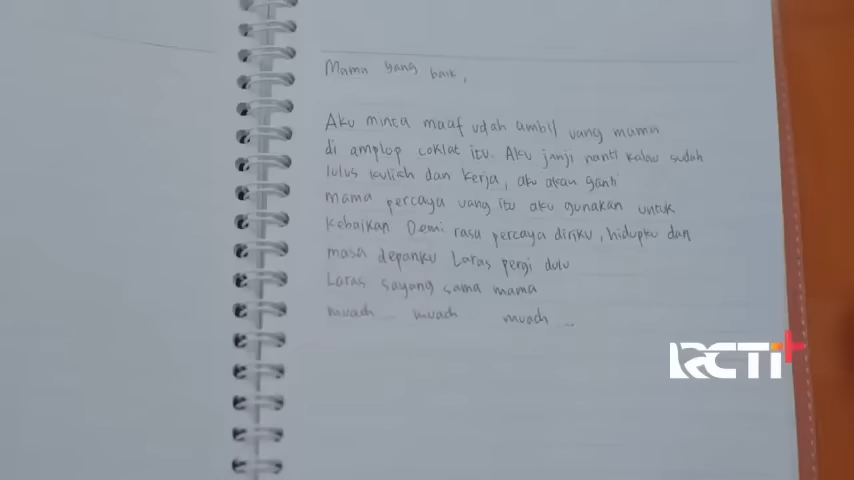 Mama yang baik,
Aku minta maaf udah ambil uang mama
di amplop coklat itu. Aku janji nanti kalau sudah
lulus kuliah dan kerja, aku akan ganti
mama percaya uang itu aku gunakan untuk
kebaikan Demi rasa percaya diriku, hidupku dan
masa depanku Laras pergi dulu
Laras sayang sama mama
muach... muach muach ...
RCTI+